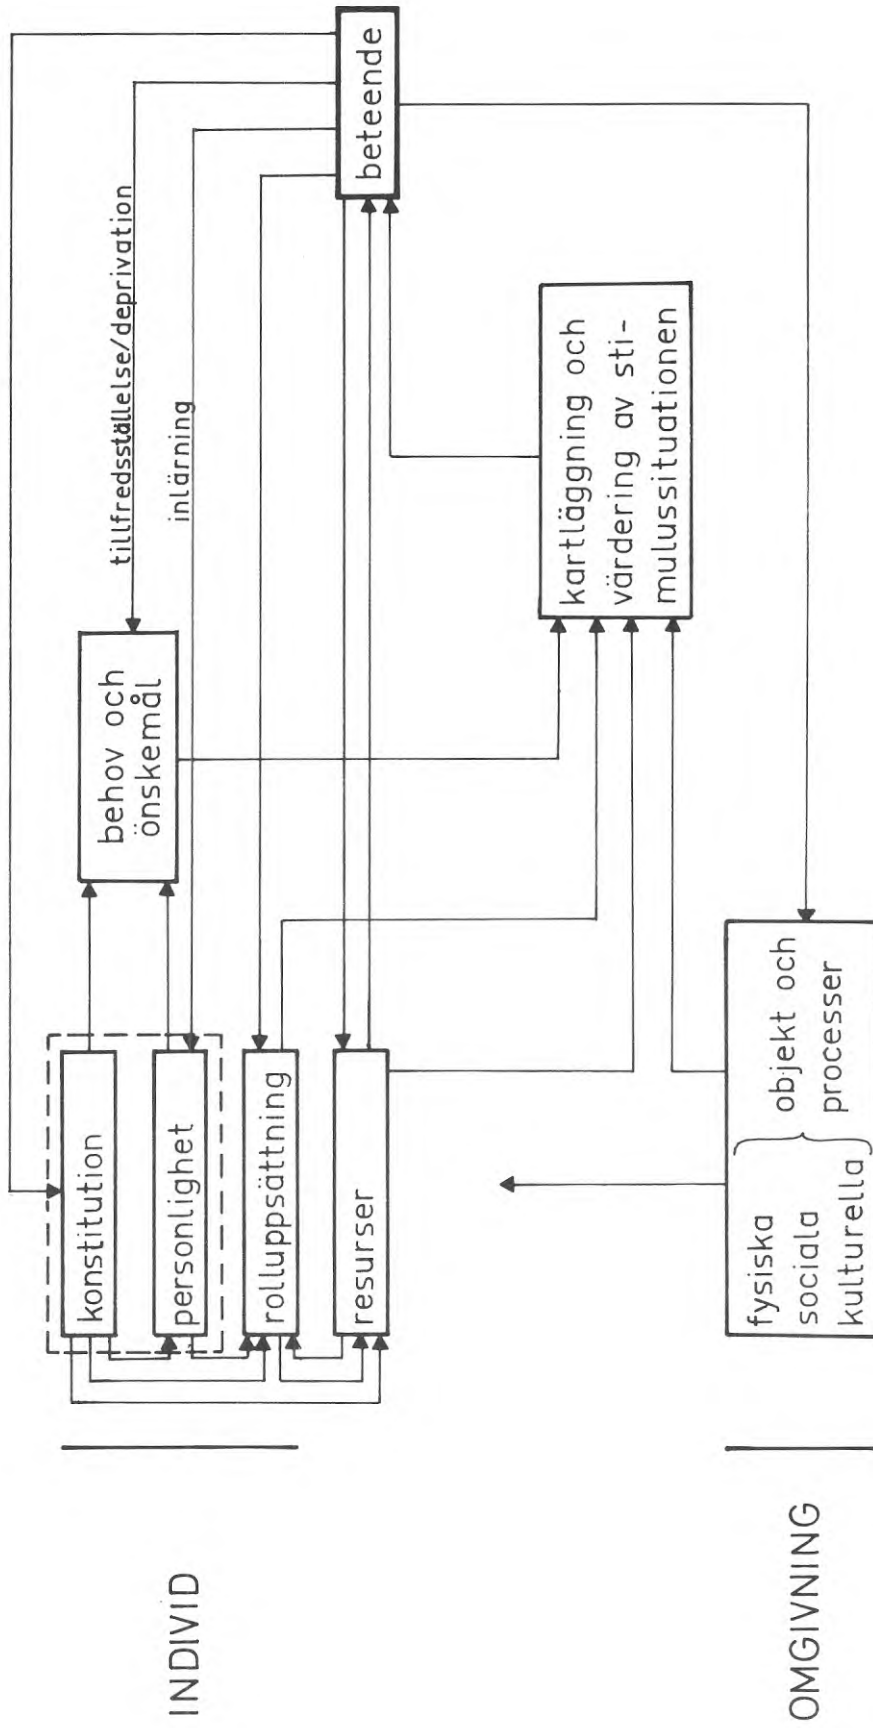 INDIVID
konstitution
personlighet
rolluppsättning
resurser
behov och
önskemål
tillfredsställelse/deprivation
inlärning
beteende
kartläggning och
värdering av sti-
mulussituationen
OMGIVNING
fysiska
sociala
kulturella
objekt och
processer